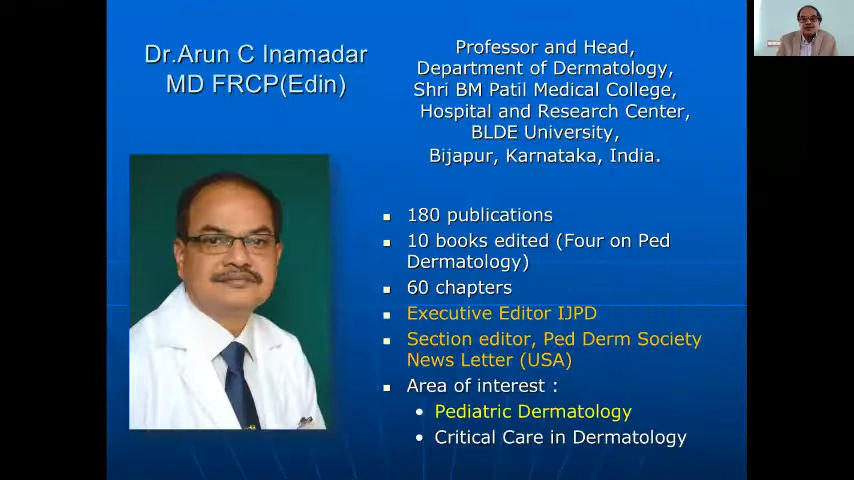 Dr.Arun C Inamadar
MD FRCP(Edin)
Professor and Head,
Department of Dermatology,
Shri BM Patil Medical College,
Hospital and Research Center,
BLDE University,
Bijapur, Karnataka, India.
180 publications
10 books edited (Four on Ped
Dermatology)
60 chapters
Executive Editor IJPD
Section editor, Ped Derm Society
News Letter (USA)
Area of interest :
Pediatric Dermatology
Critical Care in Dermatology